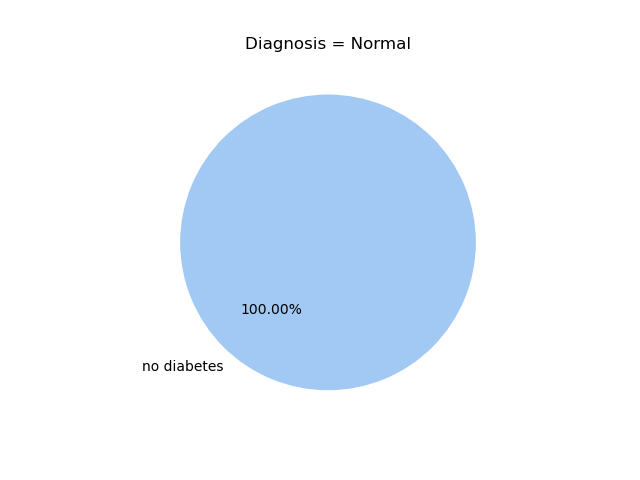 Diagnosis = Normal
100.00%
no diabetes